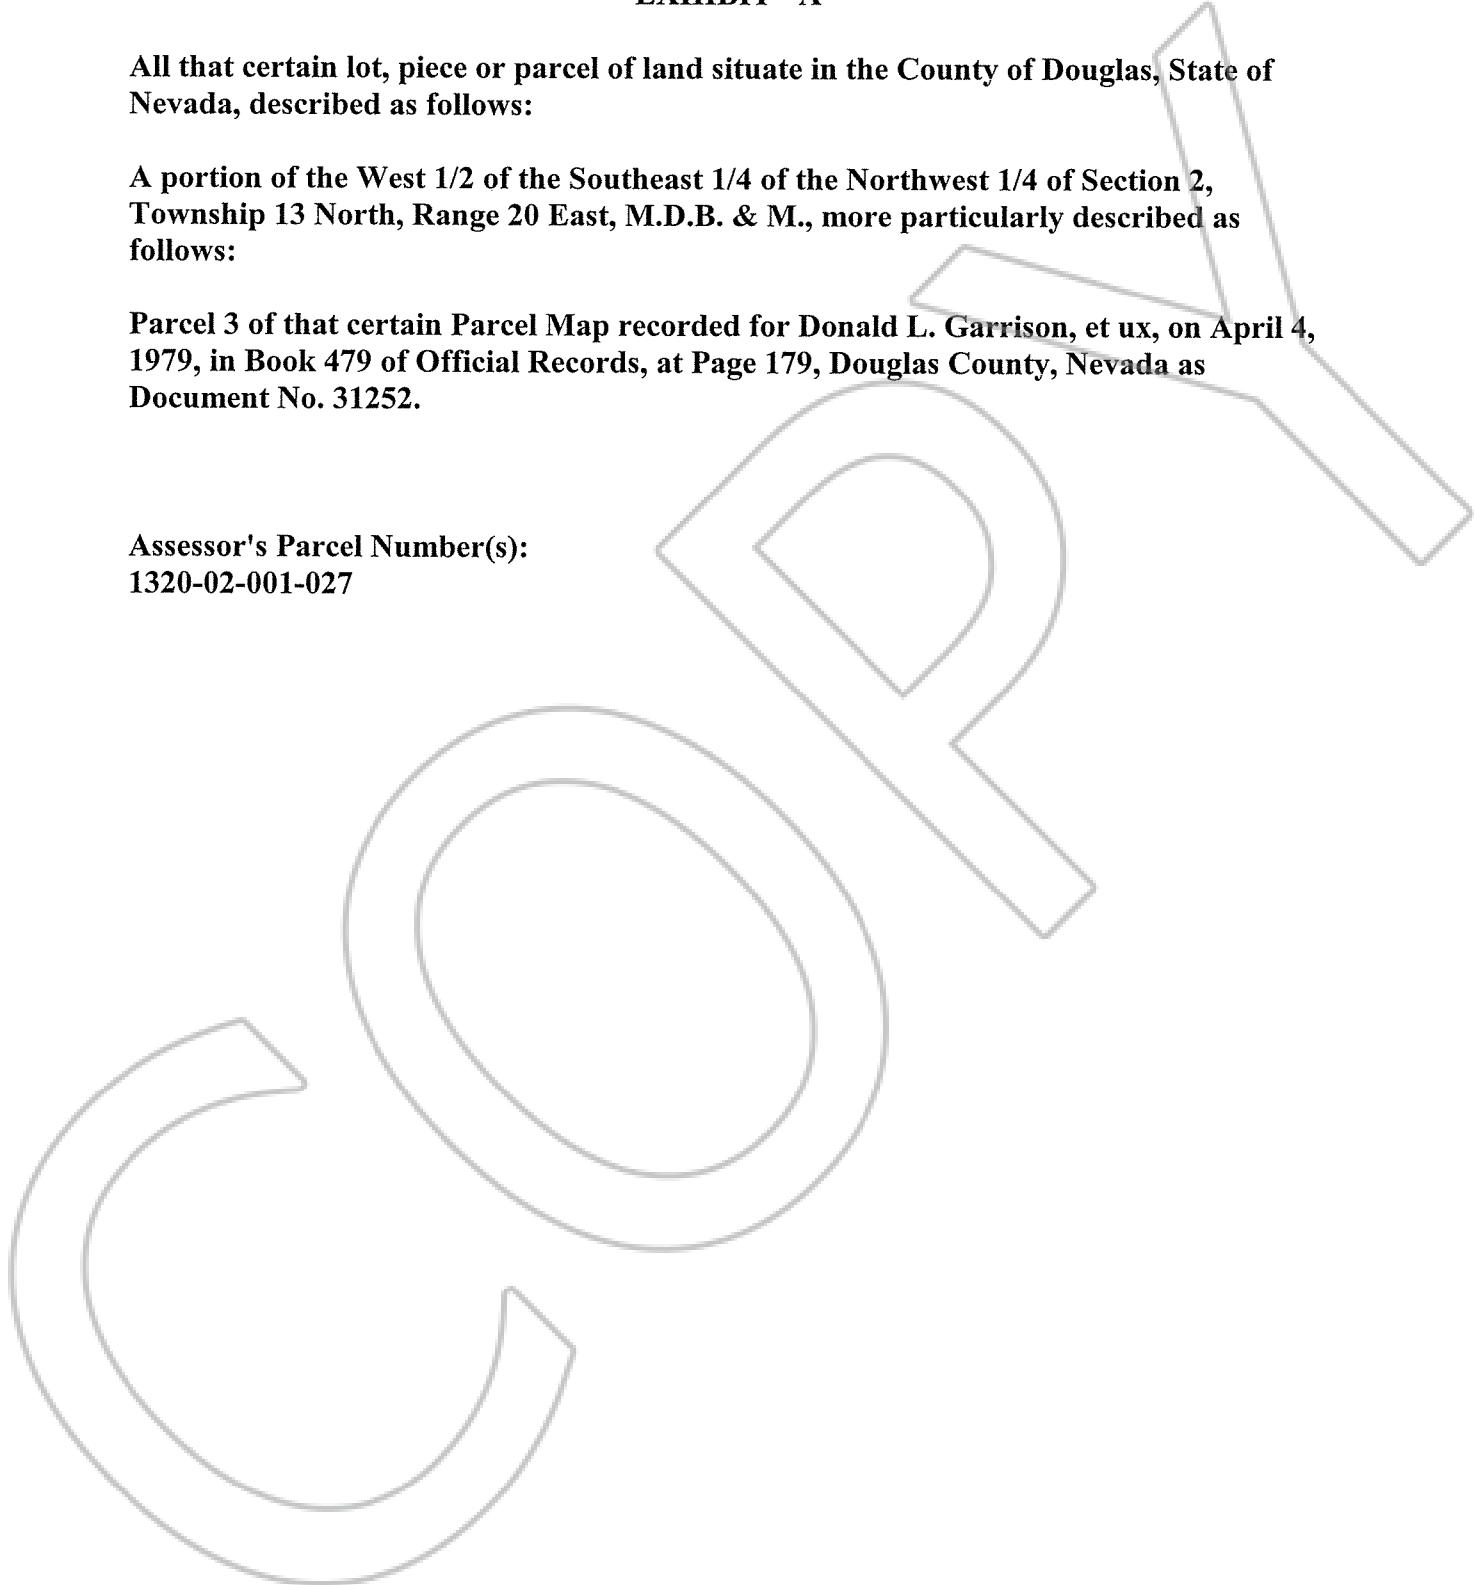 EXHIBIT "A"
All that certain lot, piece or parcel of land situate in the County of Douglas, State of
Nevada, described as follows:
A portion of the West 1/2 of the Southeast 1/4 of the Northwest 1/4 of Section 2,
Township 13 North, Range 20 East, M.D.B. & M., more particularly described as
follows:
Parcel 3 of that certain Parcel Map recorded for Donald L. Garrison, et ux, on April 4,
1979, in Book 479 of Official Records, at Page 179, Douglas County, Nevada as
Document No. 31252.
Assessor's Parcel Number(s):
1320-02-001-027
COPY